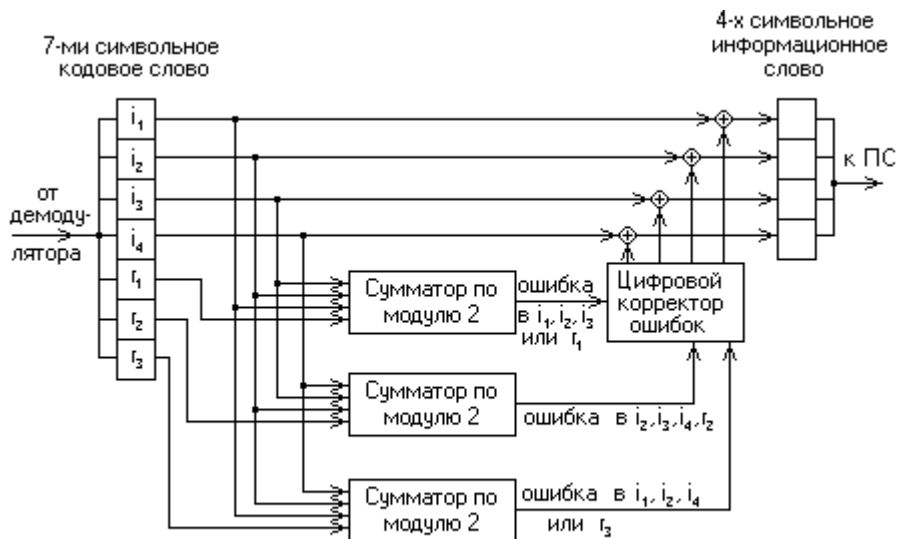 4-х символьное
информационное
слово
7-ми символьное
кодовое слово
i₁
i₂
к ПС
i₃
от
демоду-
лятора
i₄
r₁
r₂
r₃
Сумматор по
модулю 2
ошибка
в i₁, i₂, i₃
или r₁
Цифровой
корректор
ошибок
Сумматор по
модулю 2
ошибка в i₂, i₃, i₄, r₂
Сумматор по
модулю 2
ошибка в i₁, i₂, i₄
или r₃